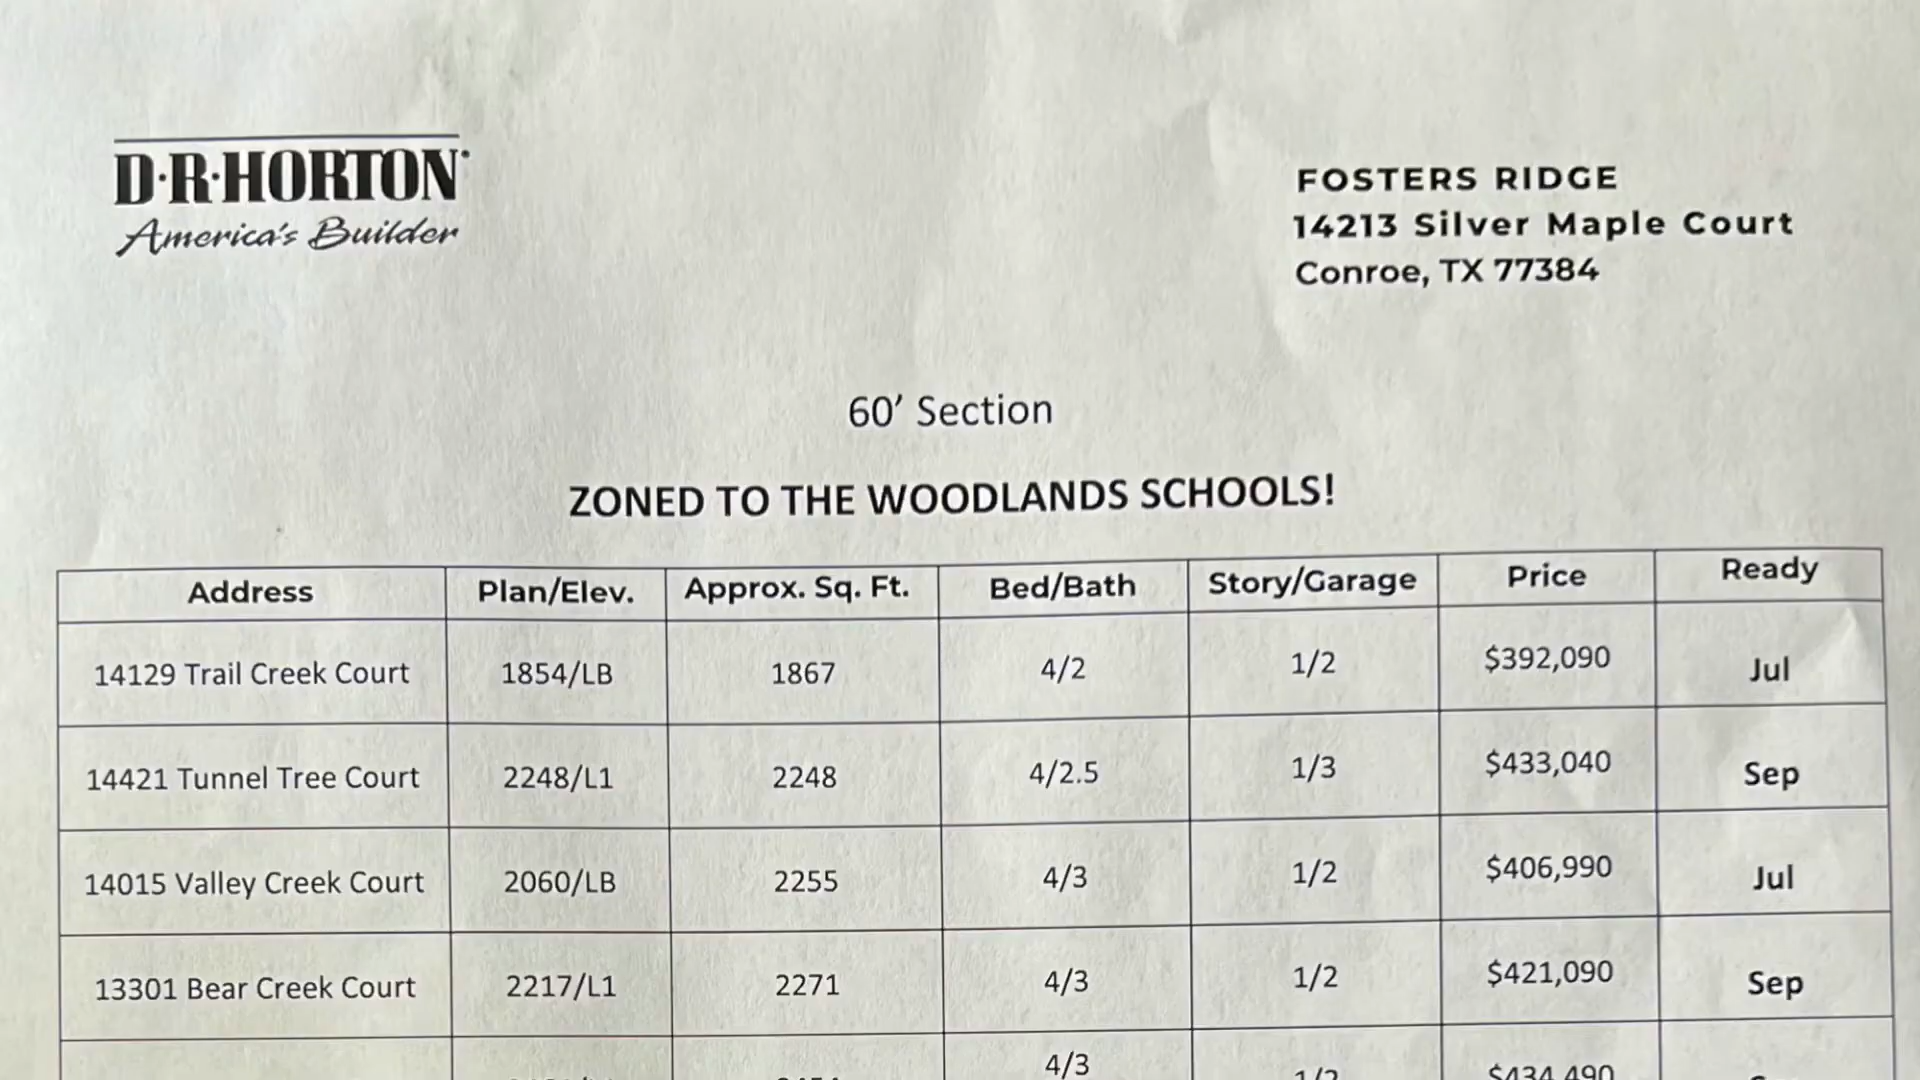 D·R·HORTON
America's Builder
FOSTERS RIDGE
14213 Silver Maple Court
Conroe, TX 77384
60' Section
ZONED TO THE WOODLANDS SCHOOLS!
Address Plan/Elev. Approx. Sq. Ft. Bed/Bath Story/Garage Price Ready
14129 Trail Creek Court 1854/LB 1867 4/2 1/2 $392,090 Jul
14421 Tunnel Tree Court 2248/L1 2248 4/2.5 1/3 $433,040 Sep
14015 Valley Creek Court 2060/LB 2255 4/3 1/2 $406,990 Jul
13301 Bear Creek Court 2217/L1 2271 4/3 1/2 $421,090 Sep
4/3 1/2 $434,490